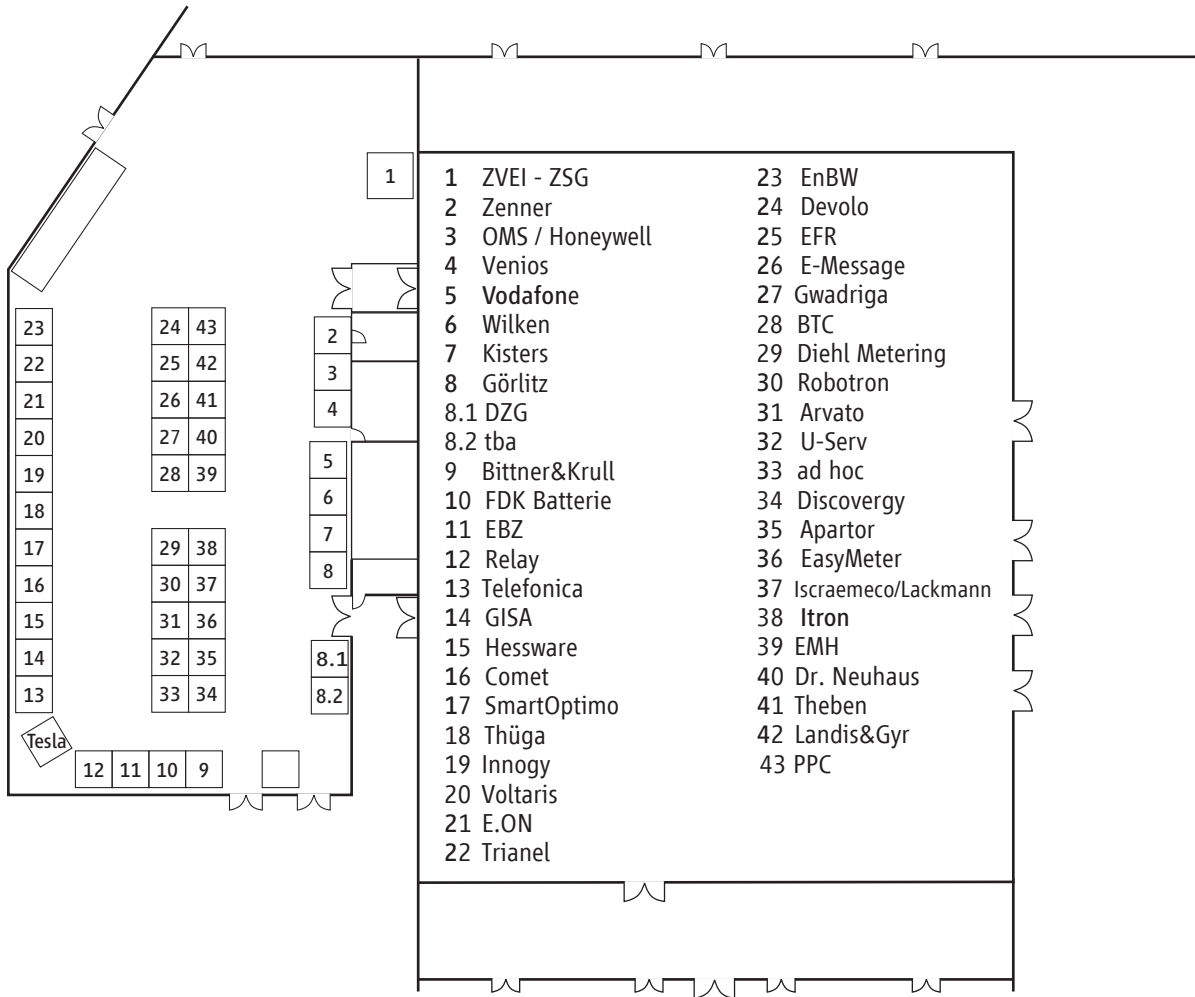 1
1 ZVEI - ZSG
2 Zenner
3 OMS / Honeywell
4 Venios
5 Vodafone
6 Wilken
7 Kisters
8 Görlitz
8.1 DZG
8.2 tba
9 Bittner&Krull
10 FDK Batterie
11 EBZ
12 Relay
13 Telefonica
14 GISA
15 Hessware
16 Comet
17 SmartOptimo
18 Thüga
19 Innogy
20 Voltaris
21 E.ON
22 Trianel
23 EnBW
24 Devolo
25 EFR
26 E-Message
27 Gwadriga
28 BTC
29 Diehl Metering
30 Robotron
31 Arvato
32 U-Serv
33 ad hoc
34 Discovergy
35 Apartor
36 EasyMeter
37 Iscraemeco/Lackmann
38 Itron
39 EMH
40 Dr. Neuhaus
41 Theben
42 Landis&Gyr
43 PPC
23
22
21
20
19
18
17
16
15
14
13
24 43
25 42
26 41
27 40
28 39
29 38
30 37
31 36
32 35
33 34
2
3
4
5
6
7
8
8.1
8.2
Tesla
12 11 10 9